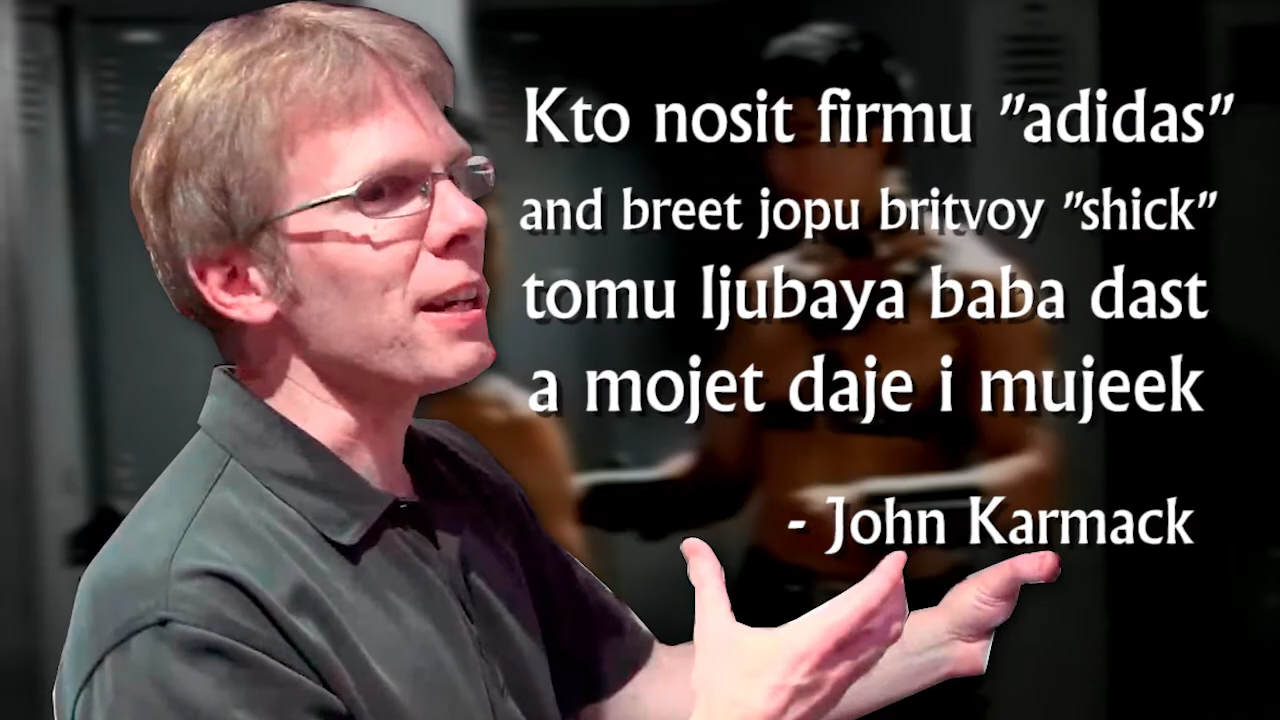 Kto nosit firmu "adidas"
and breet jopu britvoy "shick"
tomu ljubaya baba dast
a mojet daje i mujeek
- John Karmack